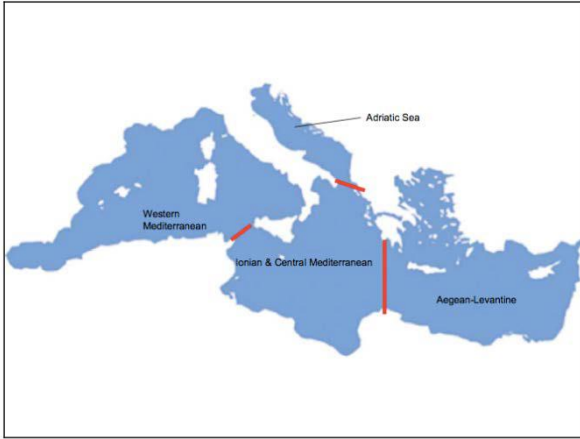 Adriatic Sea
Western
Mediterranean
Ionian & Central Mediterranean
Aegean-Levantine